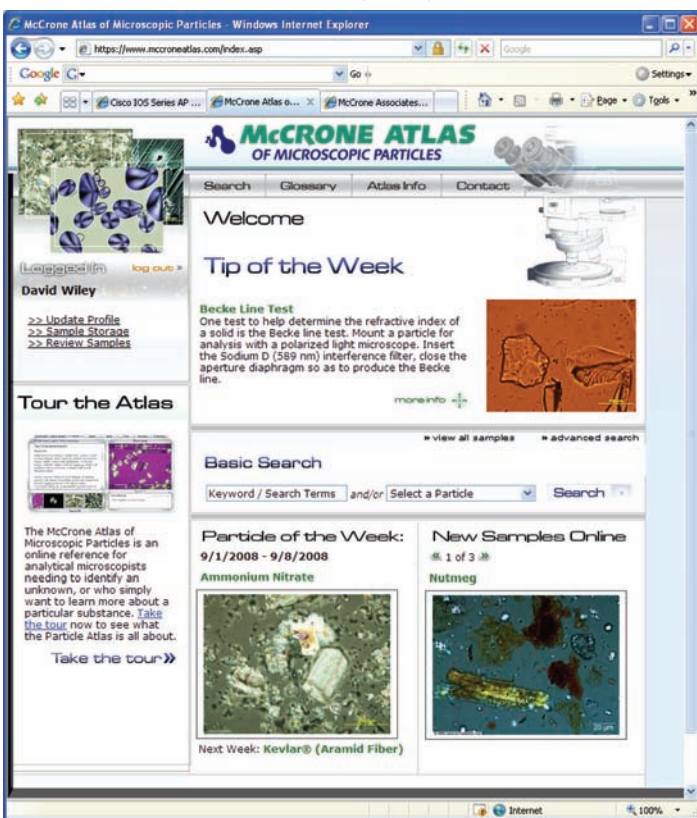 McCrone Atlas of Microscopic Particles - Windows Internet Explorer
https://www.mccroneatlas.com/index.asp
Google
Google
G
Go
Settings
Cisco IOS Series AP ...
McCrone Atlas o...
McCrone Associates...
Page
Tools
McCRONE ATLAS
OF MICROSCOPIC PARTICLES
Search
Glossary
Atlas Info
Contact
Logged In
log out »
David Wiley
>> Update Profile
>> Sample Storage
>> Review Samples
Welcome
Tip of the Week
Becke Line Test
One test to help determine the refractive index of
a solid is the Becke line test. Mount a particle for
analysis with a polarized light microscope. Insert
the Sodium D (589 nm) interference filter, close the
aperture diaphragm so as to produce the Becke
line.
more info
Tour the Atlas
The McCrone Atlas of
Microscopic Particles is an
online reference for
analytical microscopists
needing to identify an
unknown, or who simply
want to learn more about a
particular substance. Take
the tour now to see what
the Particle Atlas is all about.
Take the tour »
» view all samples
» advanced search
Basic Search
Keyword / Search Terms
and/or
Select a Particle
Search
Particle of the Week:
9/1/2008 - 9/8/2008
Ammonium Nitrate
Next Week: Kevlar® (Aramid Fiber)
New Samples Online
« 1 of 3 »
Nutmeg
20 µm
Internet
100%